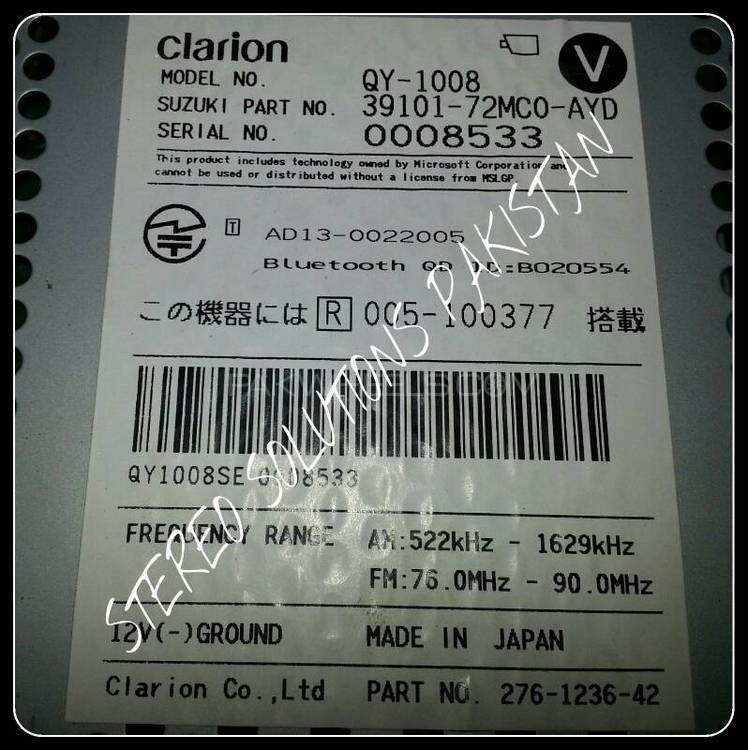 clarion
V
MODEL NO. QY-1008
SUZUKI PART NO. 39101-72MC0-AYD
SERIAL NO. 0008533
This product includes technology owned by Microsoft Corporation and
cannot be used or distributed without a license from MSLGP.
T AD13-0022005
Bluetooth QD ID:B020554
この機器には R 005-100377 搭載
QY1008SE 0008533
FREQUENCY RANGE AM:522kHz - 1629kHz
FM:76.0MHz - 90.0MHz
12V(-)GROUND MADE IN JAPAN
Clarion Co.,Ltd PART NO. 276-1236-42
STEREO SOLUTIONS PAKISTAN